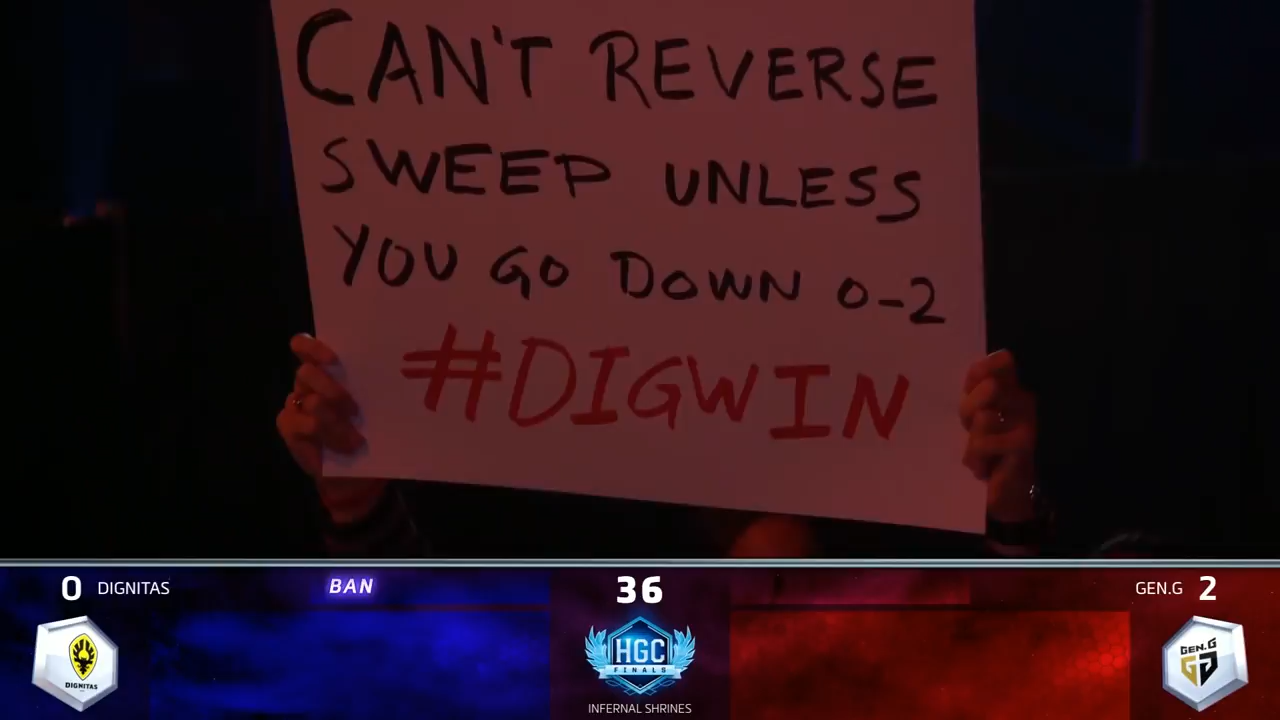 CAN'T REVERSE
SWEEP UNLESS
YOU GO DOWN 0-2
#DIGWIN
0 DIGNITAS BAN 36 GEN.G 2
DIGNITAS
HGC
FINALS
GEN.G
INFERNAL SHRINES